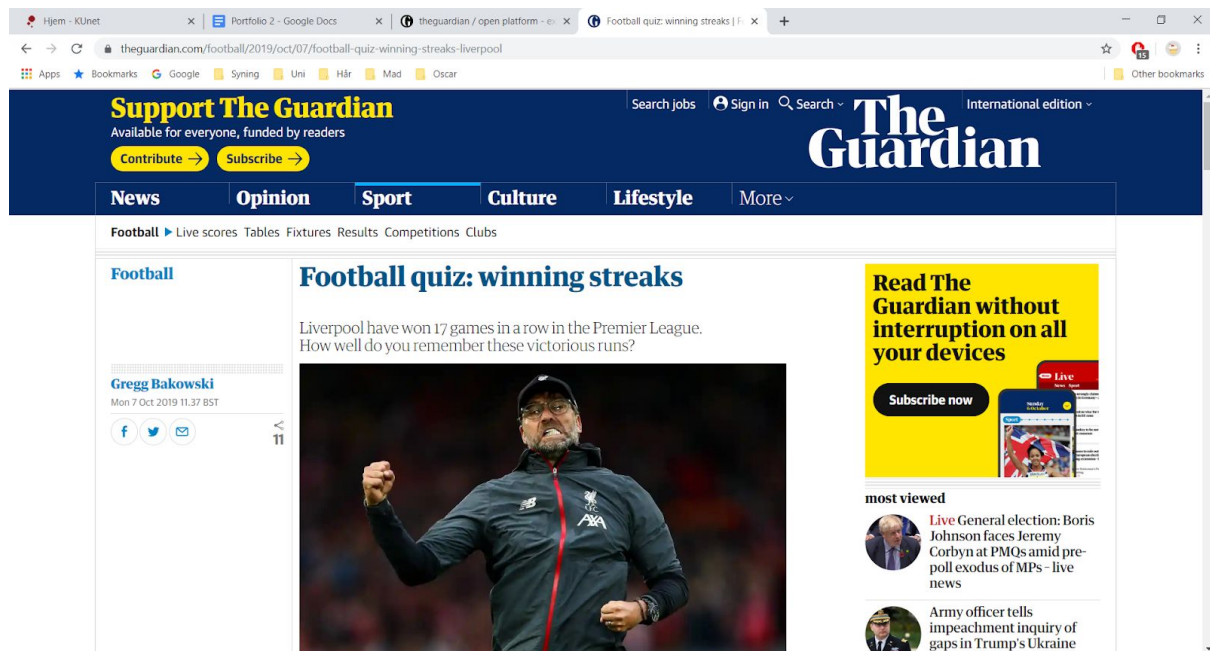 Hjem - KUnet
Portfolio 2 - Google Docs
theguardian / open platform - ex
Football quiz: winning streaks | F
theguardian.com/football/2019/oct/07/football-quiz-winning-streaks-liverpool
15
Apps Bookmarks Google Syning Uni Hår Mad Oscar Other bookmarks
Support The Guardian
Available for everyone, funded by readers
Contribute → Subscribe →
Search jobs Sign in Search International edition
The
Guardian
News Opinion Sport Culture Lifestyle More
Football Live scores Tables Fixtures Results Competitions Clubs
Football
Football quiz: winning streaks
Liverpool have won 17 games in a row in the Premier League.
How well do you remember these victorious runs?
Gregg Bakowski
Mon 7 Oct 2019 11.37 BST
11
AXA
Read The
Guardian without
interruption on all
your devices
Subscribe now
Live
most viewed
Live General election: Boris
Johnson faces Jeremy
Corbyn at PMQs amid pre-
poll exodus of MPs – live
news
Army officer tells
impeachment inquiry of
gaps in Trump's Ukraine